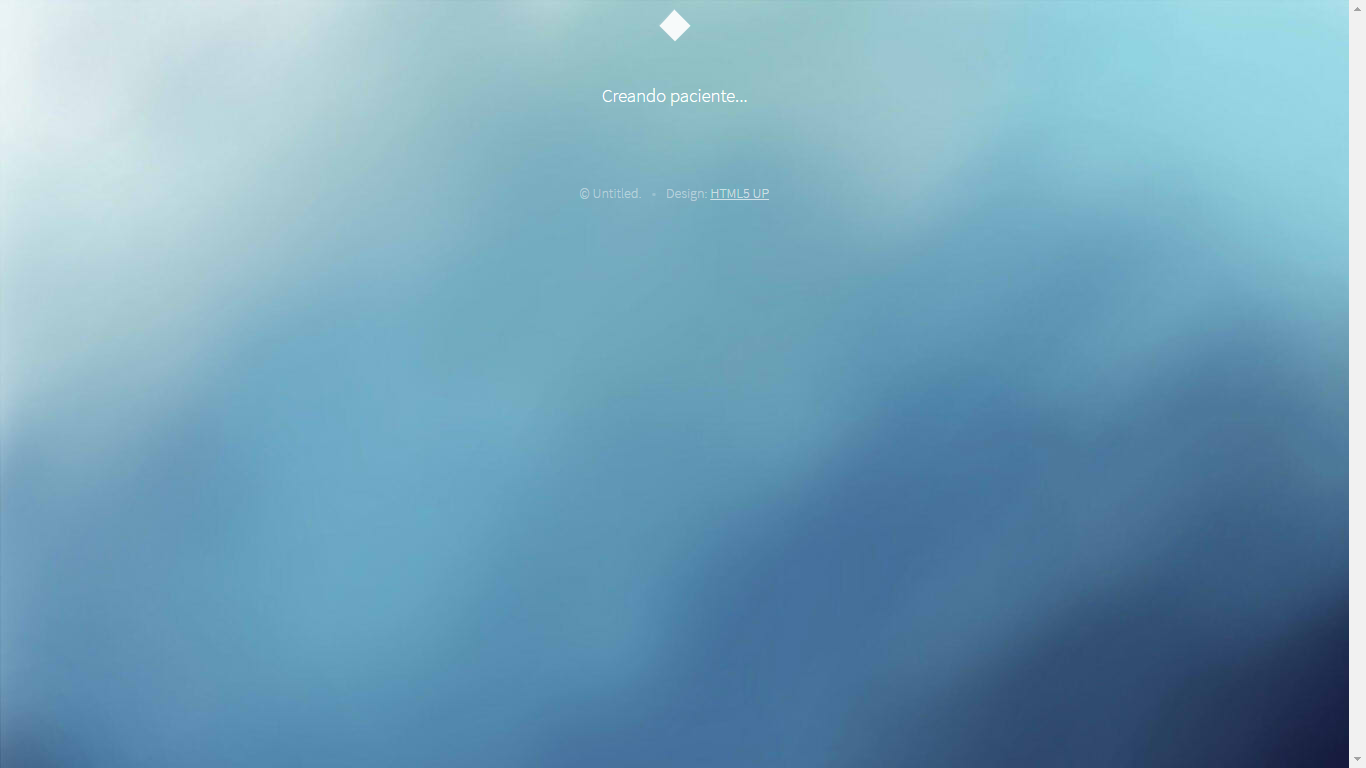 Creando paciente...
© Untitled. • Design: HTML5 UP